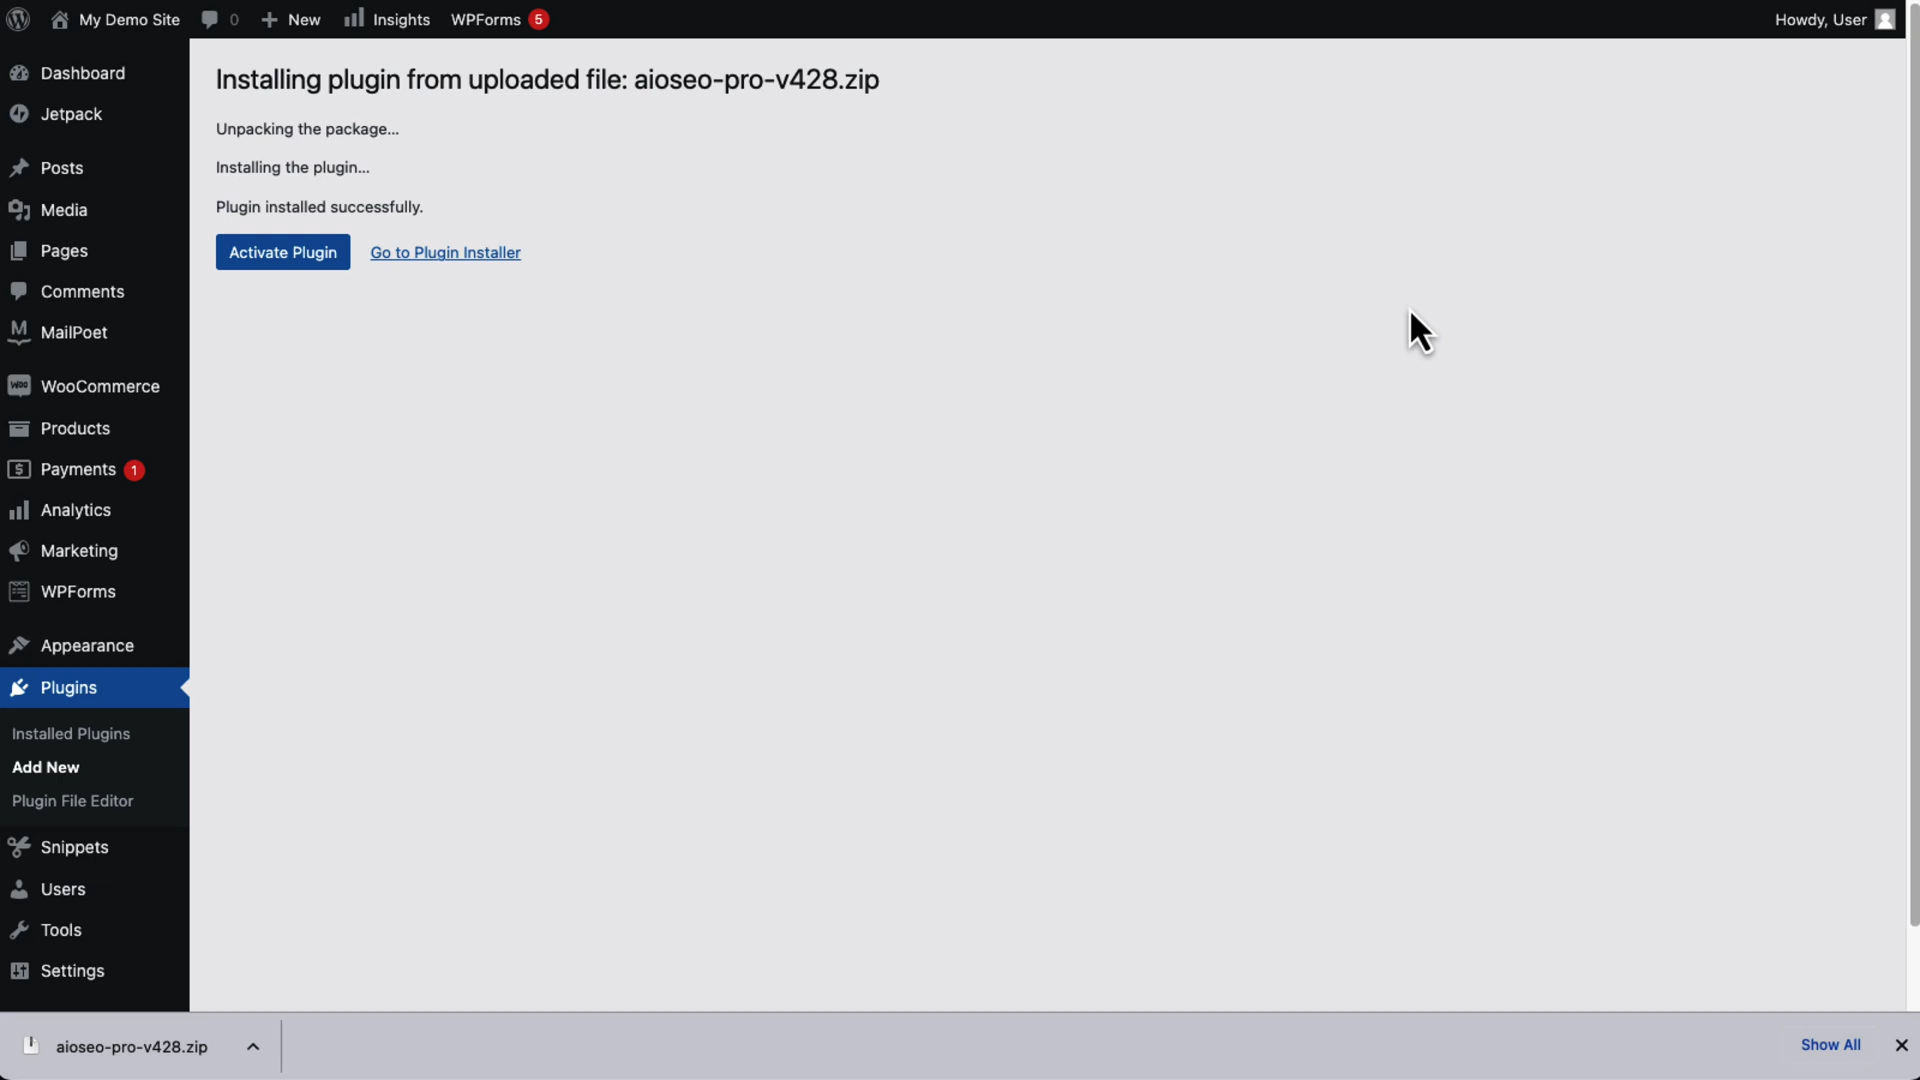 My Demo Site 0 New Insights WPForms 5 Howdy, User
Dashboard
Jetpack
Posts
Media
Pages
Comments
MailPoet
WooCommerce
Products
Payments 1
Analytics
Marketing
WPForms
Appearance
Plugins
Installed Plugins
Add New
Plugin File Editor
Snippets
Users
Tools
Settings
Installing plugin from uploaded file: aioseo-pro-v428.zip
Unpacking the package...
Installing the plugin...
Plugin installed successfully.
Activate Plugin Go to Plugin Installer
aioseo-pro-v428.zip Show All